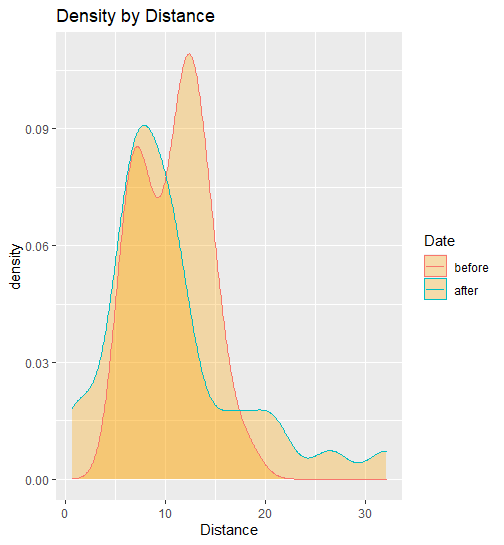 Density by Distance
0.09
0.06
0.03
0.00
density
0
10
20
30
Distance
Date
before
after